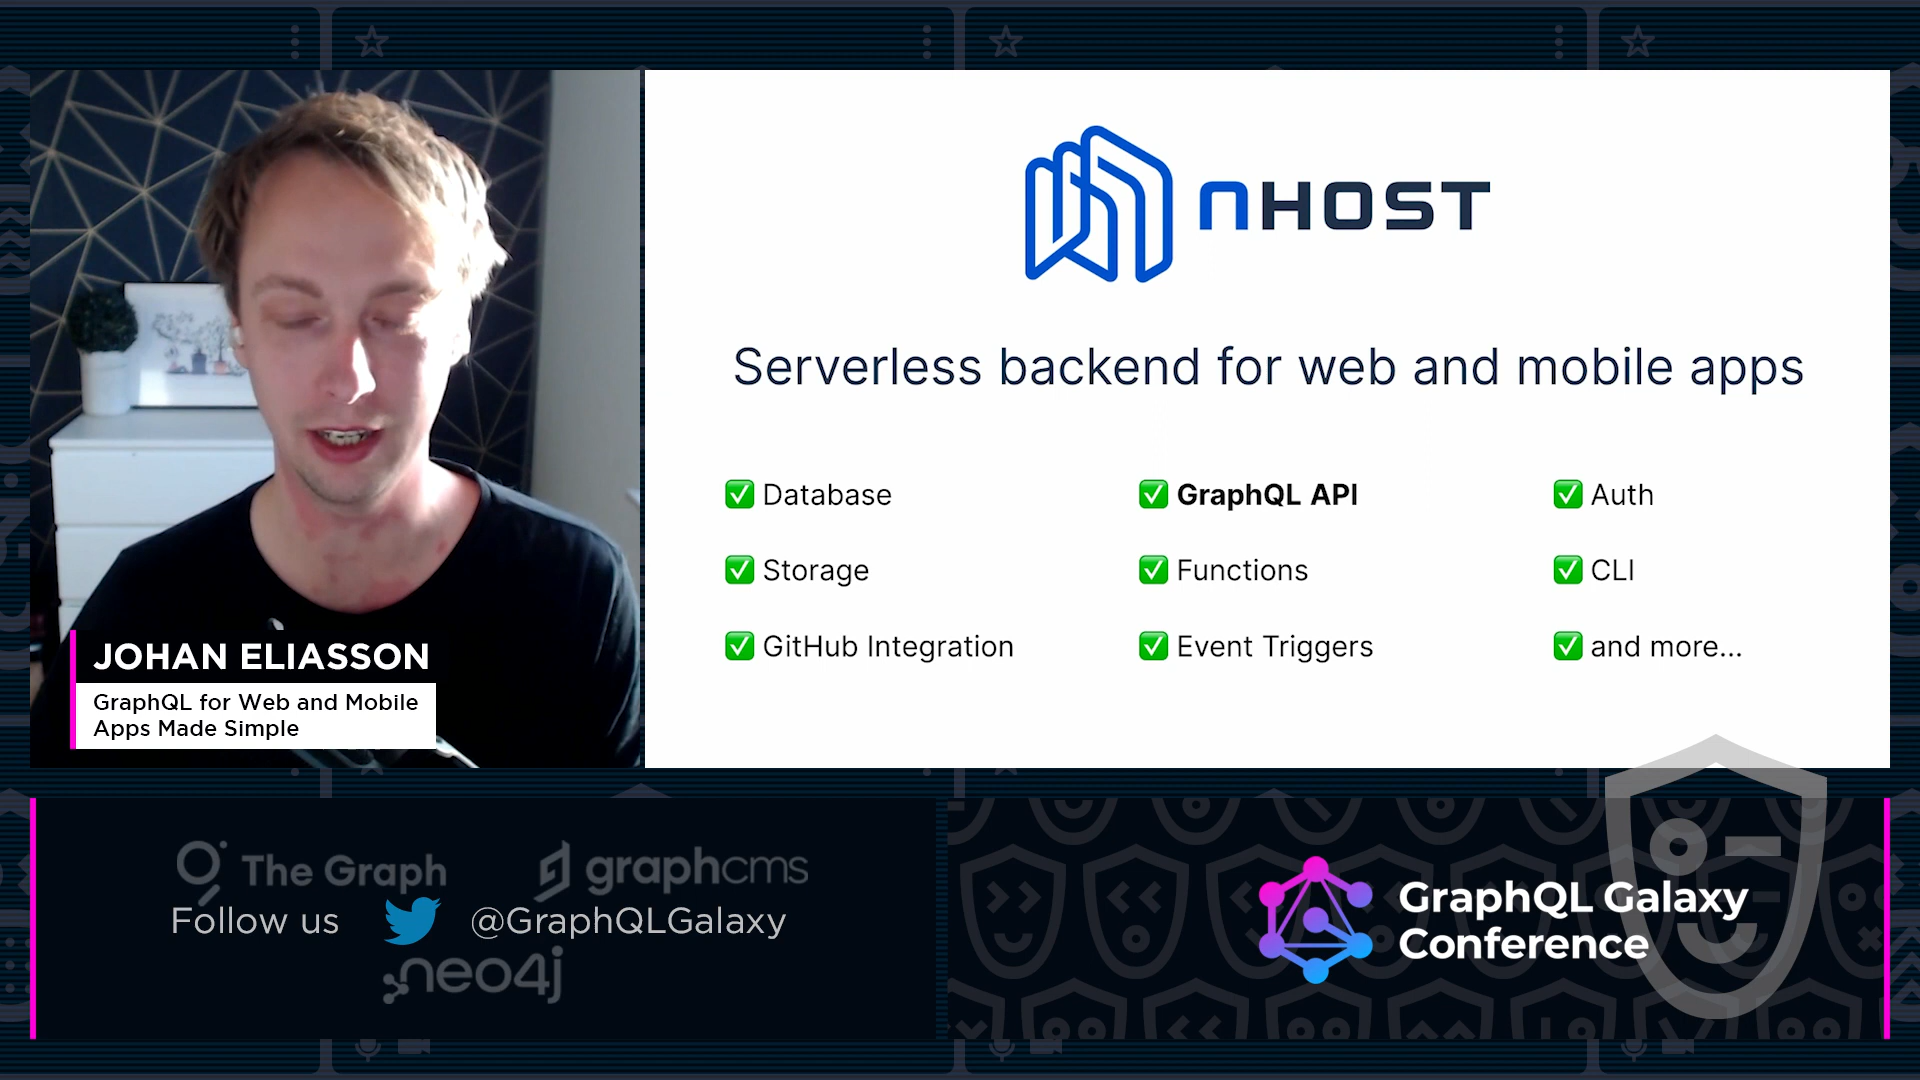 nHOST
Serverless backend for web and mobile apps
✅ Database
✅ GraphQL API
✅ Auth
✅ Storage
✅ Functions
✅ CLI
✅ GitHub Integration
✅ Event Triggers
✅ and more...
JOHAN ELIASSON
GraphQL for Web and Mobile
Apps Made Simple
The Graph
graphcms
Follow us @GraphQLGalaxy
neo4j
GraphQL Galaxy
Conference